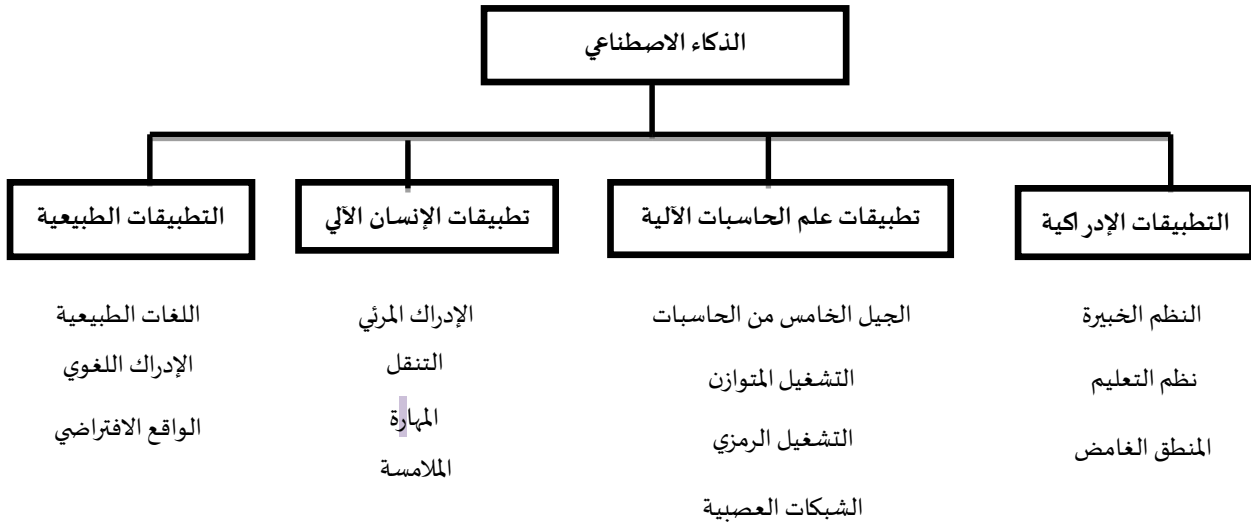 الذكاء الاصطناعي
التطبيقات الإدراكية
النظم الخبيرة
نظم التعليم
المنطق الغامض
تطبيقات علم الحاسبات الآلية
الجيل الخامس من الحاسبات
التشغيل المتوازن
التشغيل الرمزي
الشبكات العصبية
تطبيقات الإنسان الآلي
الإدراك المرئي
التنقل
المهارة
الملامسة
التطبيقات الطبيعية
اللغات الطبيعية
الإدراك اللغوي
الواقع الافتراضي